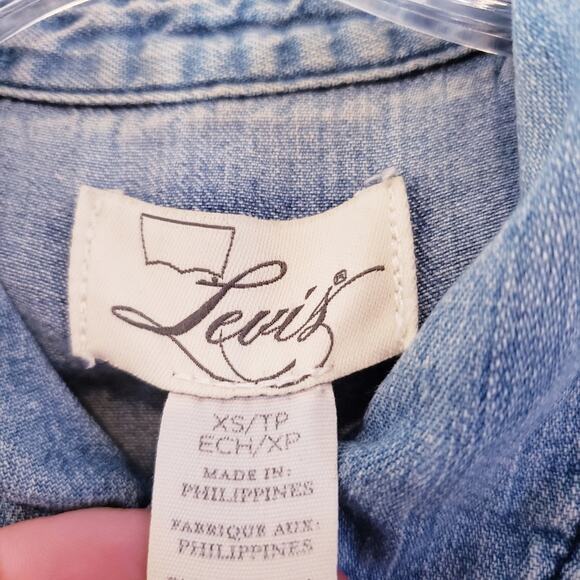 Levi's®
XS/TP
ECH/XP
MADE IN:
PHILIPPINES
FABRIQUE AUX:
PHILIPPINES